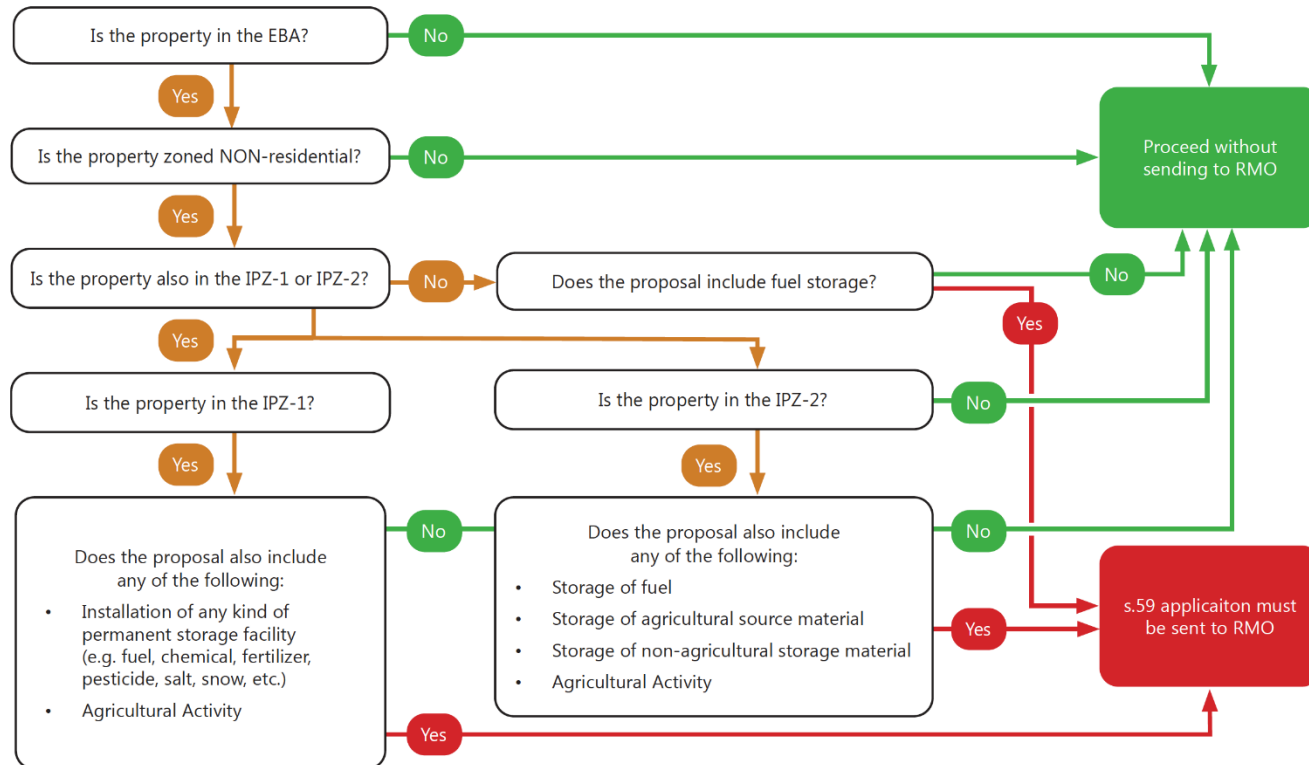 Is the property in the EBA?
No
Yes
Is the property zoned NON-residential?
No
Proceed without
sending to RMO
Yes
Is the property also in the IPZ-1 or IPZ-2?
No
Does the proposal include fuel storage?
No
Yes
Yes
Is the property in the IPZ-1?
Is the property in the IPZ-2?
No
Yes
Yes
Does the proposal also include
any of the following:
• Installation of any kind of
permanent storage facility
(e.g. fuel, chemical, fertilizer,
pesticide, salt, snow, etc.)
• Agricultural Activity
No
Does the proposal also include
any of the following:
• Storage of fuel
• Storage of agricultural source material
• Storage of non-agricultural storage material
• Agricultural Activity
No
Yes
s.59 applicaiton must
be sent to RMO
Yes